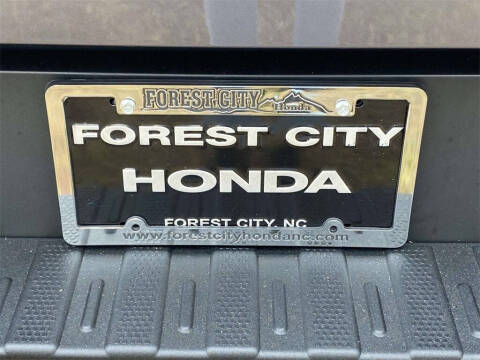 FOREST CITY
Honda
FOREST CITY
HONDA
FOREST CITY, NC
www.forestcityhondanc.com